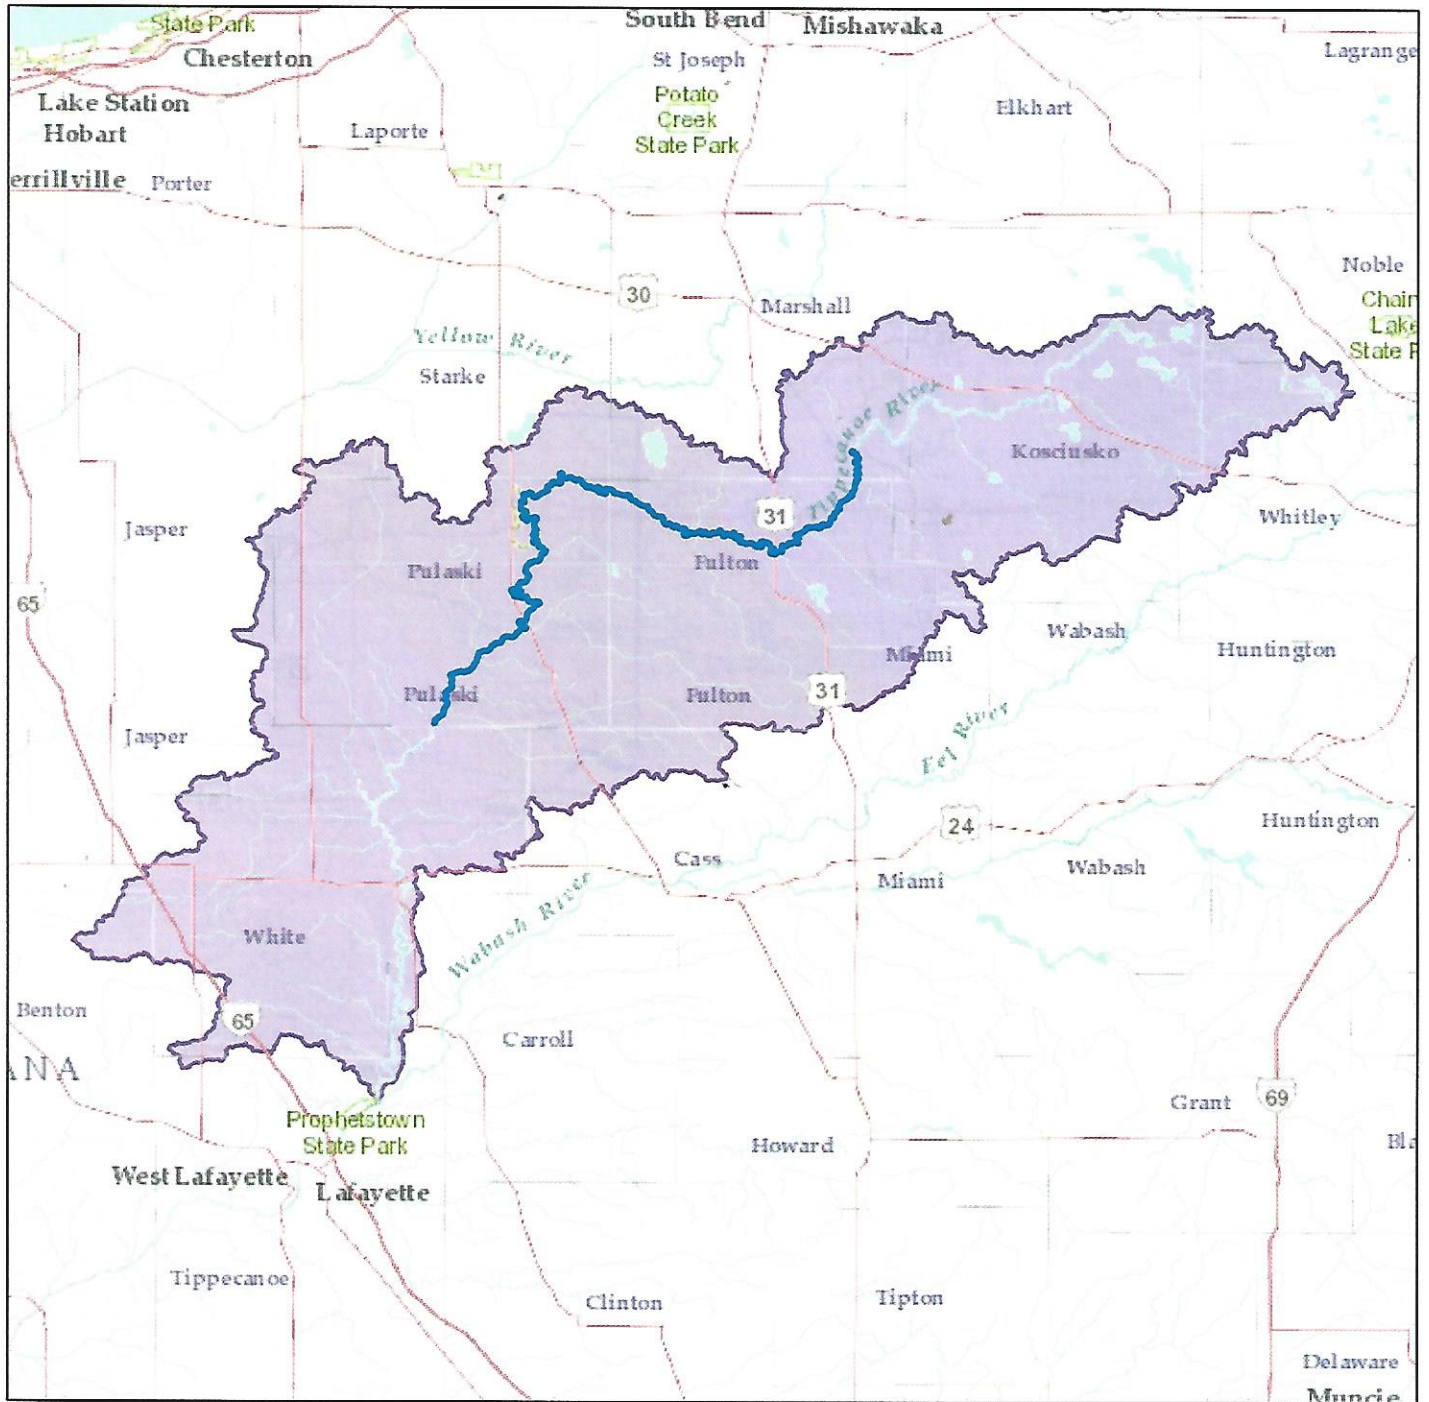 State Park
South Bend
Mishawaka
Chesterton
St Joseph
Lagrange
Potato
Creek
State Park
Lake Station
Hobart
Laporte
Elkhart
errillville
Porter
Noble
30
Marshall
Chain
Lake
State P
Yellow River
Starke
Tippecanoe River
Kosciusko
31
Whitley
Jasper
Pulaski
Fulton
65
Wabash
Huntington
Miami
Pulaski
Fulton
31
Jasper
Eel River
24
Huntington
Cass
Wabash
Miami
White
Wabash River
Benton
65
Carroll
ANA
69
Grant
Prophetstown
State Park
Howard
Bla
West Lafayette
Lafayette
Tippecanoe
Clinton
Tipton
Delaware
Muncie